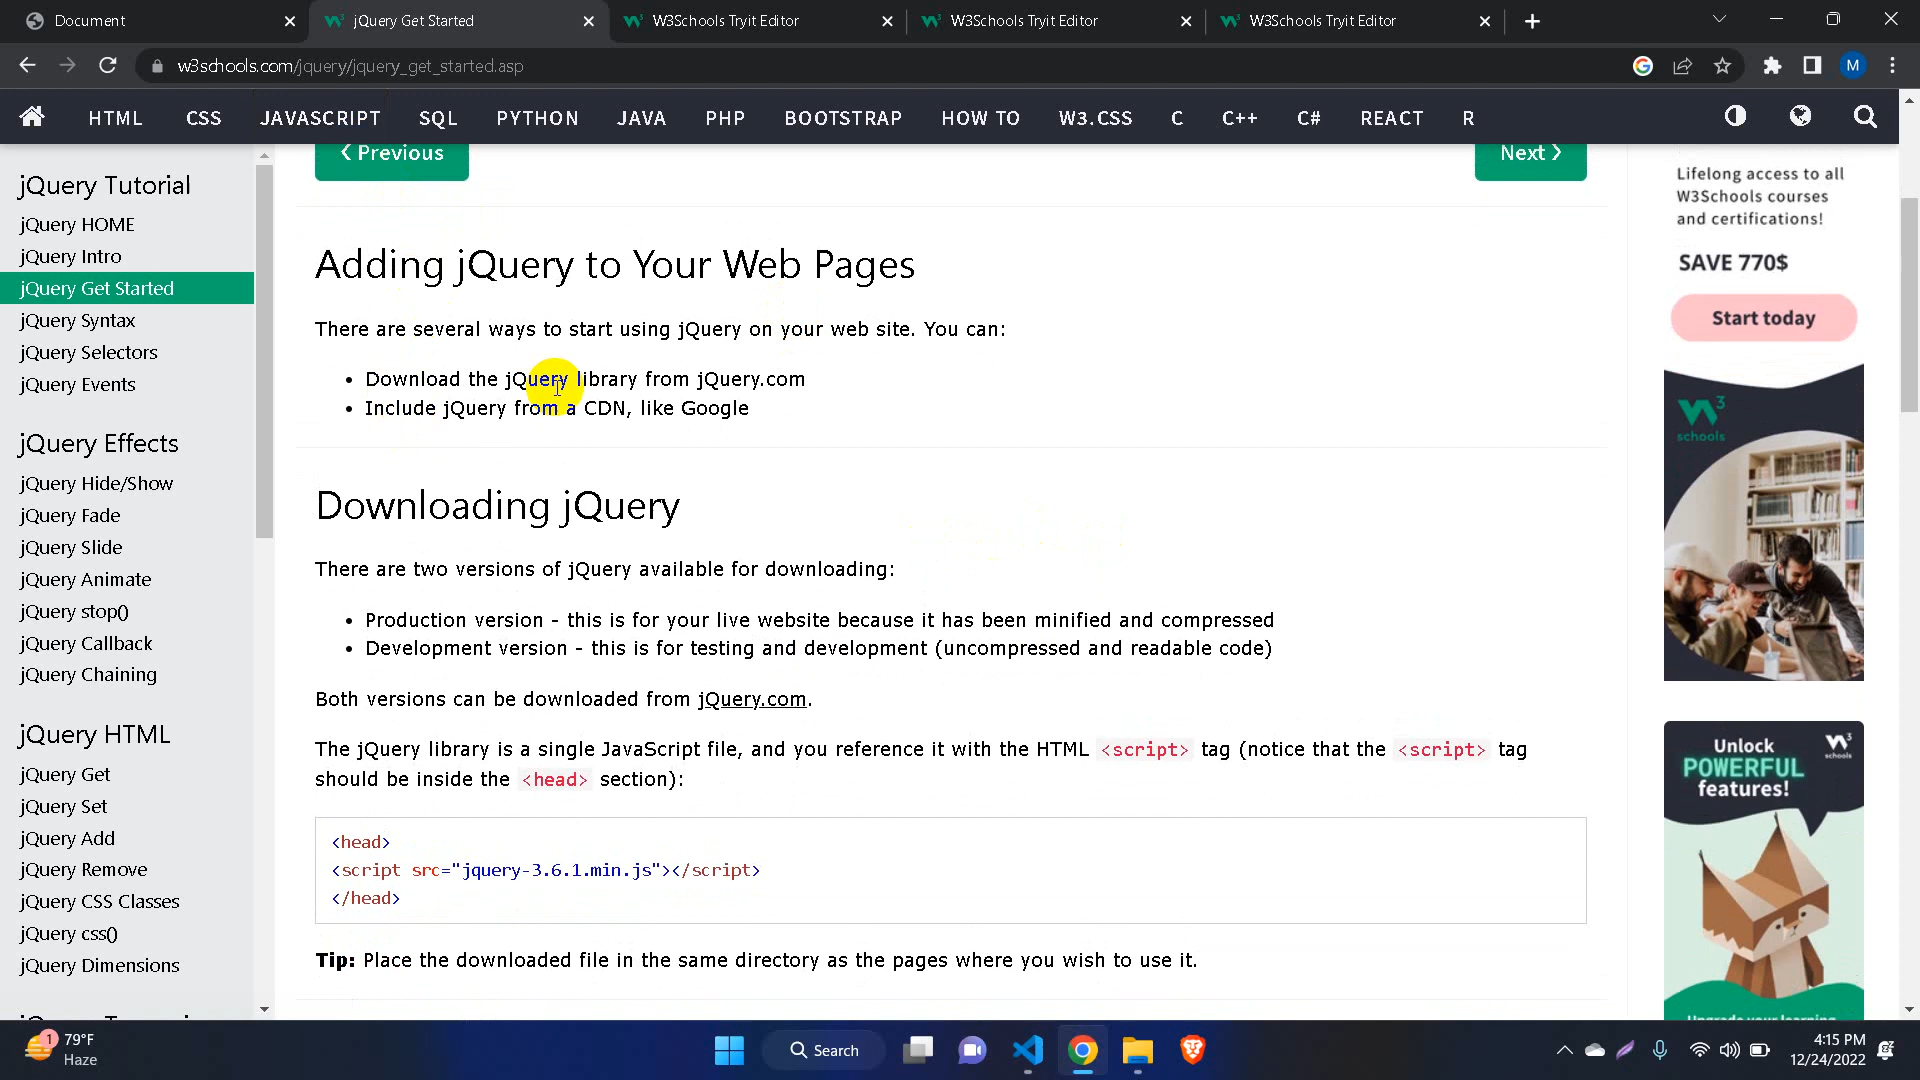 Document
jQuery Get Started
W3Schools Tryit Editor
W3Schools Tryit Editor
W3Schools Tryit Editor
w3schools.com/jquery/jquery_get_started.asp
M
HTML CSS JAVASCRIPT SQL PYTHON JAVA PHP BOOTSTRAP HOW TO W3.CSS C C++ C# REACT R
jQuery Tutorial
jQuery HOME
jQuery Intro
jQuery Get Started
jQuery Syntax
jQuery Selectors
jQuery Events
jQuery Effects
jQuery Hide/Show
jQuery Fade
jQuery Slide
jQuery Animate
jQuery stop()
jQuery Callback
jQuery Chaining
jQuery HTML
jQuery Get
jQuery Set
jQuery Add
jQuery Remove
jQuery CSS Classes
jQuery css()
jQuery Dimensions
❮ Previous
Next ❯
Adding jQuery to Your Web Pages
There are several ways to start using jQuery on your web site. You can:
• Download the jQuery library from jQuery.com
• Include jQuery from a CDN, like Google
Downloading jQuery
There are two versions of jQuery available for downloading:
• Production version - this is for your live website because it has been minified and compressed
• Development version - this is for testing and development (uncompressed and readable code)
Both versions can be downloaded from jQuery.com.
The jQuery library is a single JavaScript file, and you reference it with the HTML <script> tag (notice that the <script> tag
should be inside the <head> section):
<head>
<script src="jquery-3.6.1.min.js"></script>
</head>
Tip: Place the downloaded file in the same directory as the pages where you wish to use it.
Lifelong access to all
W3Schools courses
and certifications!
SAVE 770$
Start today
W3
schools
Unlock
POWERFUL
features!
W3
schools
1
79°F
Haze
Search
4:15 PM
12/24/2022